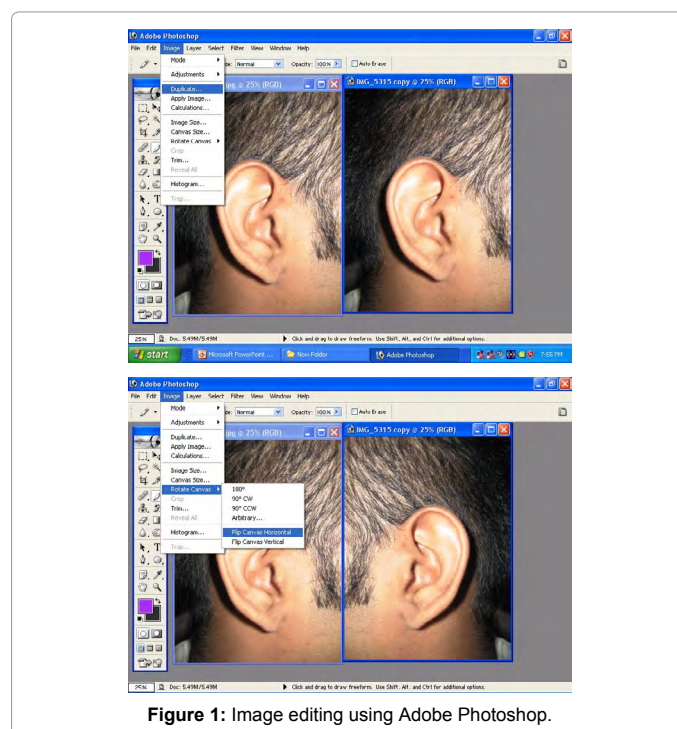 Adobe Photoshop
File Edit Image Layer Select Filter View Window Help
Mode
Normal Opacity: 100% Auto Erase
Adjustments
Duplicate...
Apply Image...
Calculations...
Image Size...
Canvas Size...
Rotate Canvas
Crop
Trim...
Reveal All
Histogram...
Trap...
@ 25% (RGB)
IMG_5315 copy @ 25% (RGB)
25% Doc: 5.49M/5.49M Click and drag to draw freeform. Use Shift, Alt, and Ctrl for additional options.
start Microsoft PowerPoint ... New Folder Adobe Photoshop 7:55 PM
Adobe Photoshop
File Edit Image Layer Select Filter View Window Help
Mode
Normal Opacity: 100% Auto Erase
Adjustments
Duplicate...
Apply Image...
Calculations...
Image Size...
Canvas Size...
Rotate Canvas
Crop
Trim...
Reveal All
Histogram...
Trap...
180°
90° CW
90° CCW
Arbitrary...
Flip Canvas Horizontal
Flip Canvas Vertical
@ 25% (RGB)
IMG_5315 copy @ 25% (RGB)
25% Doc: 5.49M/5.49M Click and drag to draw freeform. Use Shift, Alt, and Ctrl for additional options.
Figure 1: Image editing using Adobe Photoshop.